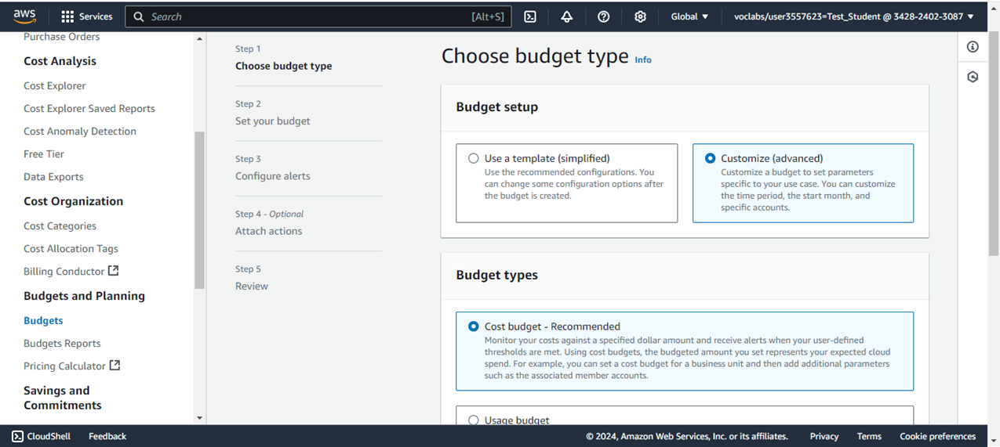 aws
Services
Search
[Alt+S]
Global
voclabs/user3557623=Test_Student @ 3428-2402-3087
Purchase Orders
Cost Analysis
Cost Explorer
Cost Explorer Saved Reports
Cost Anomaly Detection
Free Tier
Data Exports
Cost Organization
Cost Categories
Cost Allocation Tags
Billing Conductor
Budgets and Planning
Budgets
Budgets Reports
Pricing Calculator
Savings and
Commitments
Step 1
Choose budget type
Step 2
Set your budget
Step 3
Configure alerts
Step 4 - Optional
Attach actions
Step 5
Review
Choose budget type Info
Budget setup
Use a template (simplified)
Use the recommended configurations. You
can change some configuration options after
the budget is created.
Customize (advanced)
Customize a budget to set parameters
specific to your use case. You can customize
the time period, the start month, and
specific accounts.
Budget types
Cost budget - Recommended
Monitor your costs against a specified dollar amount and receive alerts when your user-defined
thresholds are met. Using cost budgets, the budgeted amount you set represents your expected cloud
spend. For example, you can set a cost budget for a business unit and then add additional parameters
such as the associated member accounts.
Usage budget
CloudShell
Feedback
© 2024, Amazon Web Services, Inc. or its affiliates.
Privacy
Terms
Cookie preferences